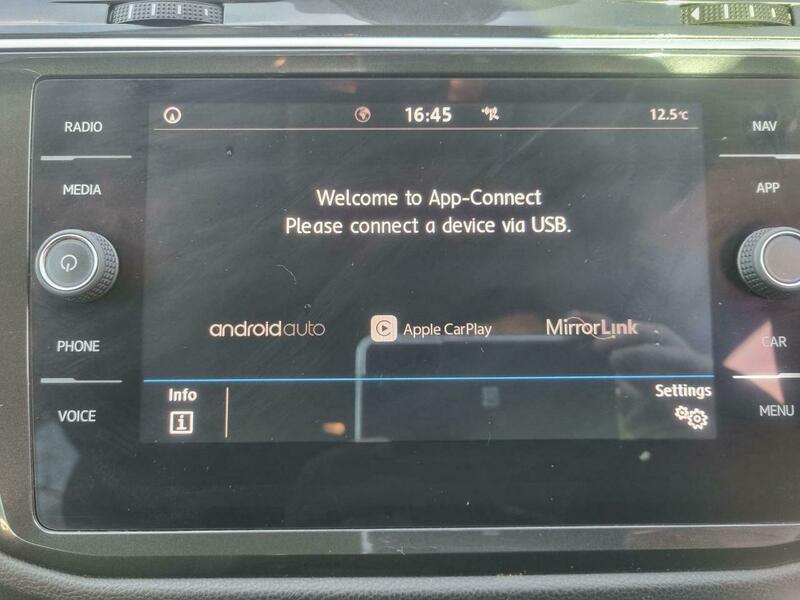 16:45
12.5°C
RADIO
NAV
MEDIA
APP
Welcome to App-Connect
Please connect a device via USB.
androidauto
Apple CarPlay
MirrorLink
PHONE
CAR
Info
Settings
VOICE
MENU